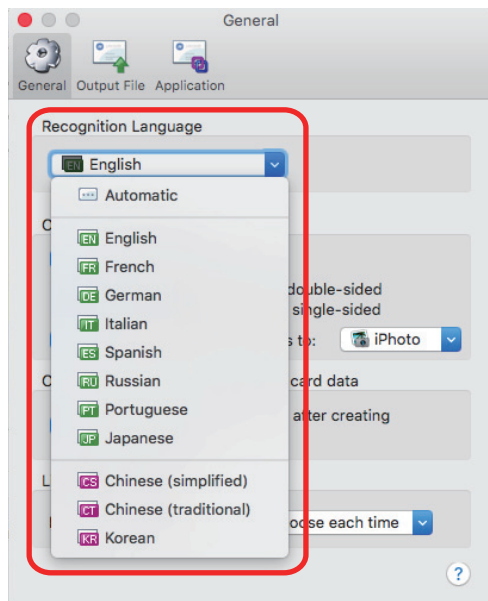 General
General Output File Application
Recognition Language
EN English
Automatic
EN English
FR French
DE German
double-sided
IT Italian
single-sided
ES Spanish
s to: iPhoto
RU Russian
card data
PT Portuguese
after creating
JP Japanese
CS Chinese (simplified)
CT Chinese (traditional)
oose each time
KR Korean
?